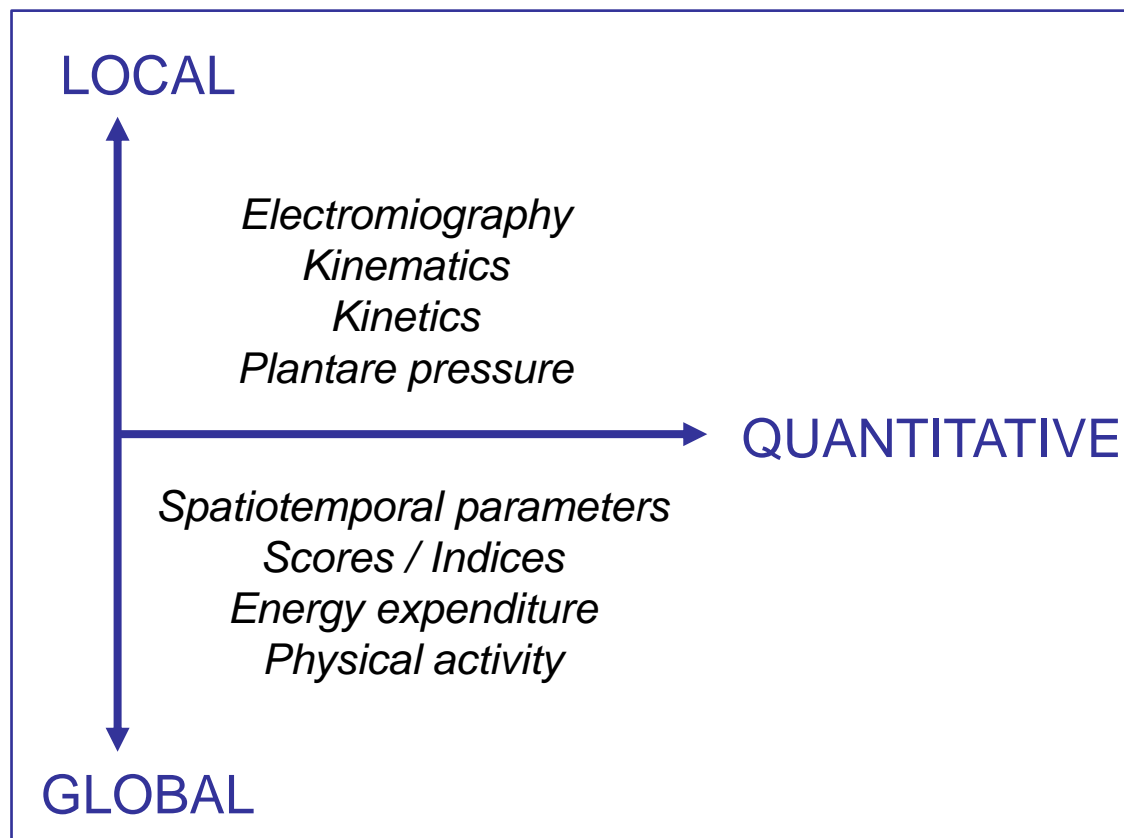 LOCAL
Electromiography
Kinematics
Kinetics
Plantare pressure
QUANTITATIVE
Spatiotemporal parameters
Scores / Indices
Energy expenditure
Physical activity
GLOBAL